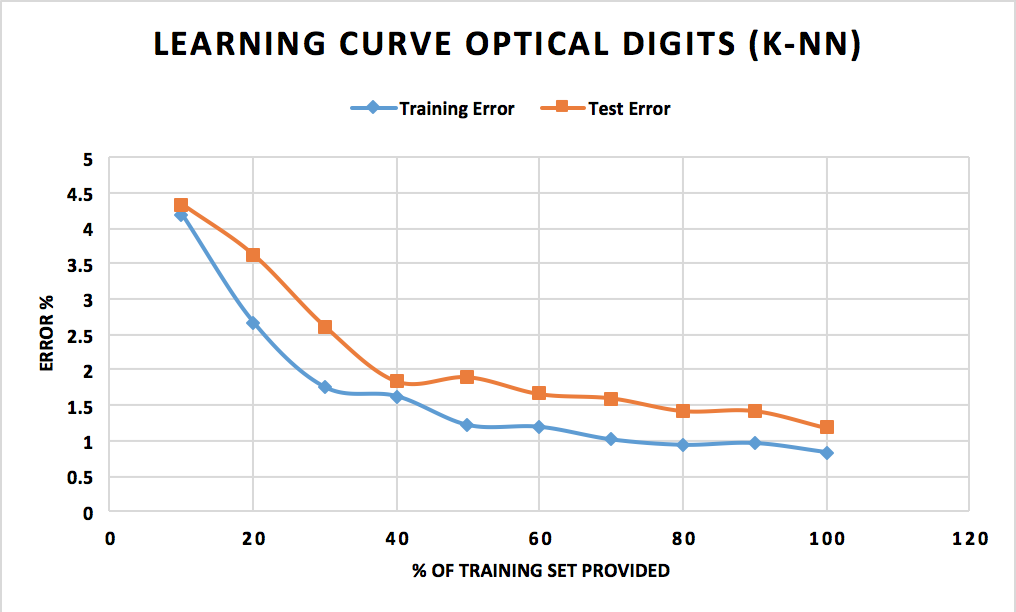 LEARNING CURVE OPTICAL DIGITS (K-NN)
Training Error Test Error
5
4.5
4
3.5
3
2.5
2
1.5
1
0.5
0
ERROR %
0 20 40 60 80 100 120
% OF TRAINING SET PROVIDED